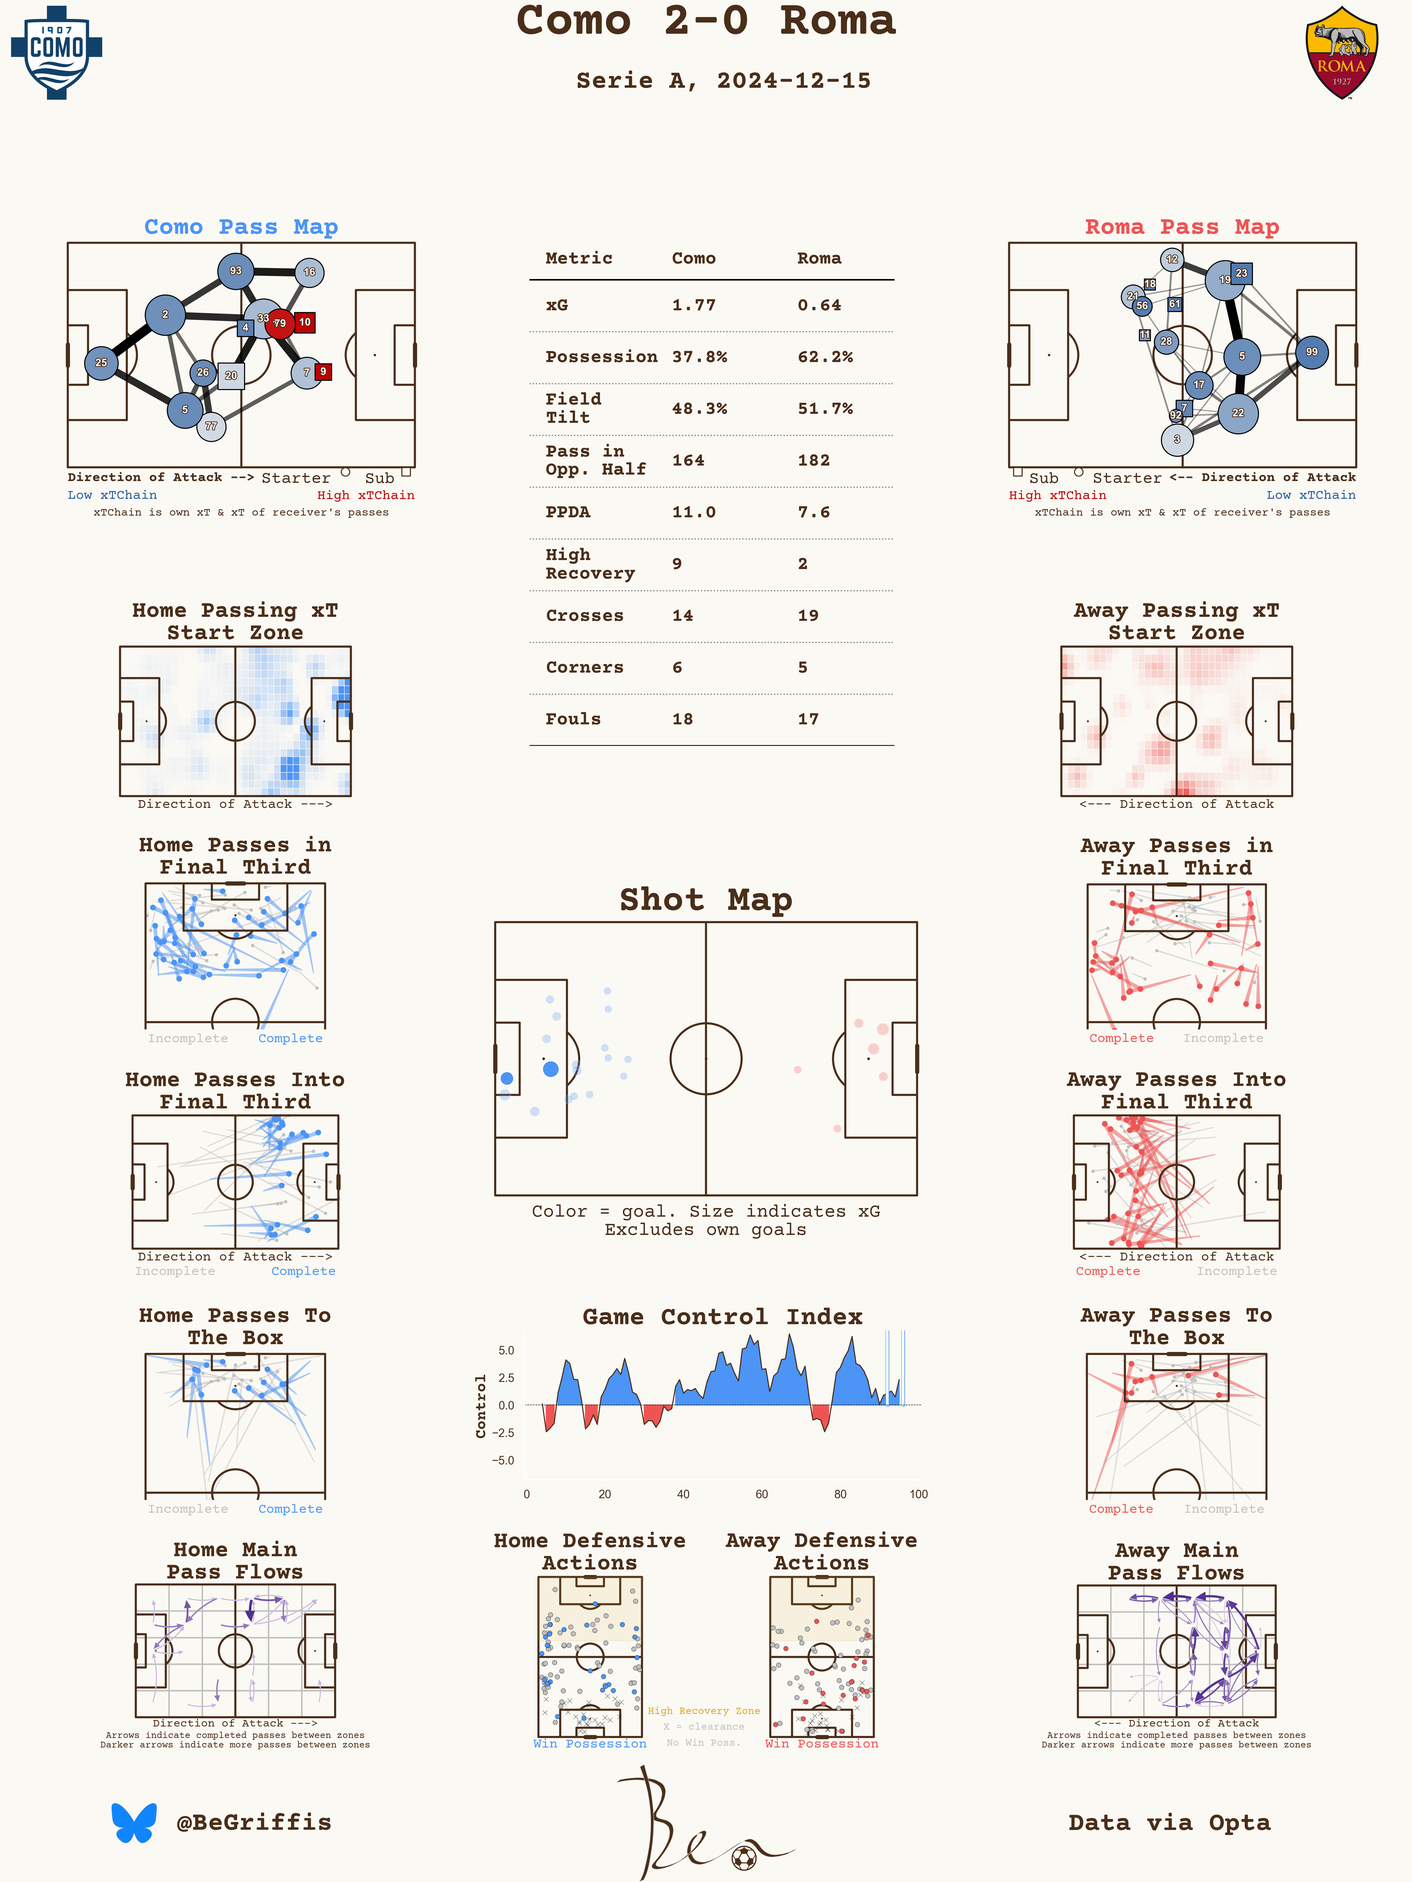 Como 2-0 Roma
Serie A, 2024-12-15
1907
COMO
ROMA
1927
Como Pass Map
93
16
2
33
79
10
4
25
26
20
7
9
5
77
Direction of Attack --> Starter Sub
Low xTChain High xTChain
xTChain is own xT & xT of receiver's passes
Metric Como Roma
xG 1.77 0.64
Possession 37.8% 62.2%
Field
Tilt 48.3% 51.7%
Pass in
Opp. Half 164 182
PPDA 11.0 7.6
High
Recovery 9 2
Crosses 14 19
Corners 6 5
Fouls 18 17
Roma Pass Map
12
19
23
18
21
56
61
11
28
5
99
17
7
92
22
3
Sub Starter <-- Direction of Attack
High xTChain Low xTChain
xTChain is own xT & xT of receiver's passes
Home Passing xT
Start Zone
Direction of Attack --->
Away Passing xT
Start Zone
<--- Direction of Attack
Home Passes in
Final Third
Incomplete Complete
Away Passes in
Final Third
Complete Incomplete
Shot Map
Color = goal. Size indicates xG
Excludes own goals
Home Passes Into
Final Third
Direction of Attack --->
Incomplete Complete
Away Passes Into
Final Third
<--- Direction of Attack
Complete Incomplete
Home Passes To
The Box
Incomplete Complete
Game Control Index
Control
5.0
2.5
0.0
−2.5
−5.0
0 20 40 60 80 100
Away Passes To
The Box
Complete Incomplete
Home Main
Pass Flows
Direction of Attack --->
Arrows indicate completed passes between zones
Darker arrows indicate more passes between zones
Home Defensive
Actions
Win Possession
Away Defensive
Actions
Win Possession
High Recovery Zone
X = clearance
No Win Poss.
Away Main
Pass Flows
<--- Direction of Attack
Arrows indicate completed passes between zones
Darker arrows indicate more passes between zones
@BeGriffis
Ben
Data via Opta